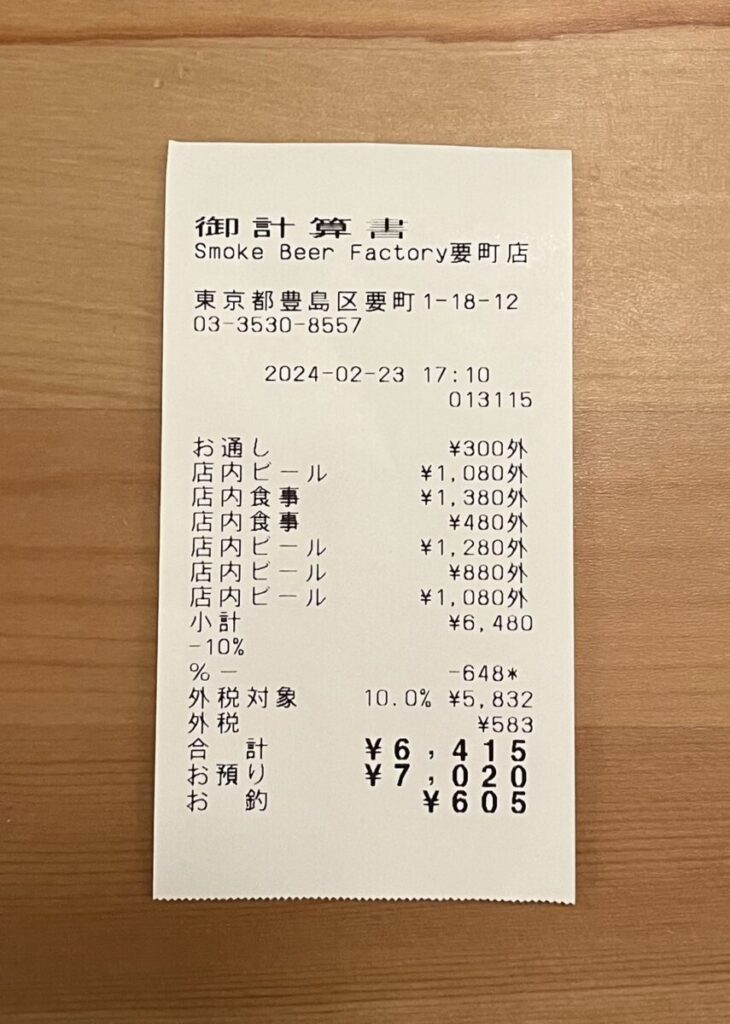 御計算書
Smoke Beer Factory要町店
東京都豊島区要町1-18-12
03-3530-8557
2024-02-23 17:10
013115
お通し ¥300外
店内ビール ¥1,080外
店内食事 ¥1,380外
店内食事 ¥480外
店内ビール ¥1,280外
店内ビール ¥880外
店内ビール ¥1,080外
小計 ¥6,480
-10%
%- -648*
外税対象 10.0% ¥5,832
外税 ¥583
合 計 ¥6,415
お預り ¥7,020
お 釣 ¥605